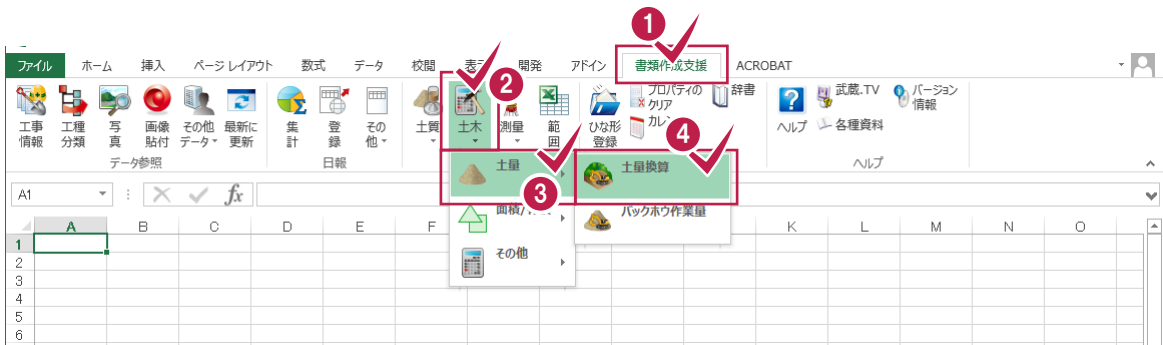 1
ファイル ホーム 挿入 ページ レイアウト 数式 データ 校閲 開発 アドイン 書類作成支援 ACROBAT
2
工事情報
工種分類
写真
画像貼付
その他データ
最新に更新
データ参照
集計
登録
その他
日報
土質
土木
測量
範囲
ひな形登録
プロパティのクリア
辞書
ヘルプ
武蔵.TV
各種資料
バージョン情報
ヘルプ
4
土量
3
土量換算
バックホウ作業量
その他
A1
fx
A B C D E F K L M N O
1
2
3
4
5
6